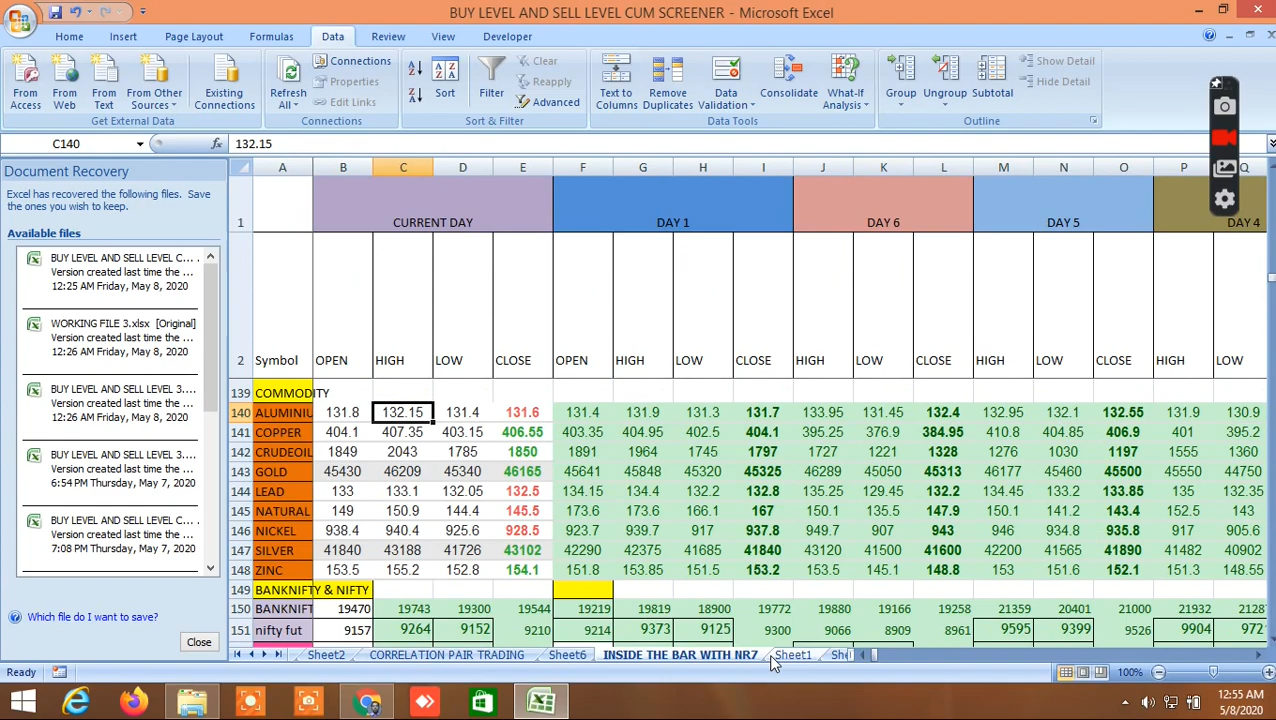 BUY LEVEL AND SELL LEVEL CUM SCREENER - Microsoft Excel
Home Insert Page Layout Formulas Data Review View Developer
From Access From Web From Text From Other Sources Existing Connections Refresh All Connections Properties Edit Links Sort Filter Clear Reapply Advanced Text to Columns Remove Duplicates Data Validation Consolidate What-If Analysis Group Ungroup Subtotal Show Detail Hide Detail
Get External Data Connections Sort & Filter Data Tools Outline
C140 fx 132.15
Document Recovery
Excel has recovered the following files. Save
the ones you wish to keep.
Available files
BUY LEVEL AND SELL LEVEL C...
Version created last time the ...
12:25 AM Friday, May 8, 2020
WORKING FILE 3.xlsx [Original]
Version created last time the ...
12:26 AM Friday, May 8, 2020
BUY LEVEL AND SELL LEVEL 3....
Version created last time the ...
12:26 AM Friday, May 8, 2020
BUY LEVEL AND SELL LEVEL 3....
Version created last time the ...
6:54 PM Thursday, May 7, 2020
BUY LEVEL AND SELL LEVEL C...
Version created last time the ...
7:08 PM Thursday, May 7, 2020
Which file do I want to save?
Close
A B C D E F G H I J K L M N O P Q
1 CURRENT DAY DAY 1 DAY 6 DAY 5 DAY 4
2 Symbol OPEN HIGH LOW CLOSE OPEN HIGH LOW CLOSE HIGH LOW CLOSE HIGH LOW CLOSE HIGH LOW
139 COMMODITY
140 ALUMINIU 131.8 132.15 131.4 131.6 131.4 131.9 131.3 131.7 133.95 131.45 132.4 132.95 132.1 132.55 131.9 130.9
141 COPPER 404.1 407.35 403.15 406.55 403.35 404.95 402.5 404.1 395.25 376.9 384.95 410.8 404.85 406.9 401 395.2
142 CRUDEOIL 1849 2043 1785 1850 1891 1964 1745 1797 1727 1221 1328 1276 1030 1197 1555 1360
143 GOLD 45430 46209 45340 46165 45641 45848 45320 45325 46289 45050 45313 46177 45460 45500 45550 44750
144 LEAD 133 133.1 132.05 132.5 134.15 134.4 132.2 132.8 135.25 129.45 132.2 134.45 133.2 133.85 135 132.2
145 NATURAL 149 150.9 144.4 145.5 173.6 173.6 166.1 167 150.1 135.5 147.9 150.1 141.2 143.4 152.5 143
146 NICKEL 938.4 940.4 925.6 928.5 923.7 939.7 917 937.8 949.7 907 943 946 934.8 935.8 917 905.6
147 SILVER 41840 43188 41726 43102 42290 42375 41685 41840 43120 41500 41600 42200 41565 41890 41482 40902
148 ZINC 153.5 155.2 152.8 154.1 151.8 153.85 151.5 153.2 153.5 145.1 148.8 153 151.6 152.1 151.3 148.55
149 BANKNIFTY & NIFTY
150 BANKNIFT 19470 19743 19300 19544 19219 19819 18900 19772 19880 19166 19258 21359 20401 21000 21932 2128
151 nifty fut 9157 9264 9152 9210 9214 9373 9125 9300 9066 8909 8961 9595 9399 9526 9904 972
Sheet2 CORRELATION PAIR TRADING Sheet6 INSIDE THE BAR WITH NR7 Sheet1 She
Ready 100%
12:55 AM
5/8/2020